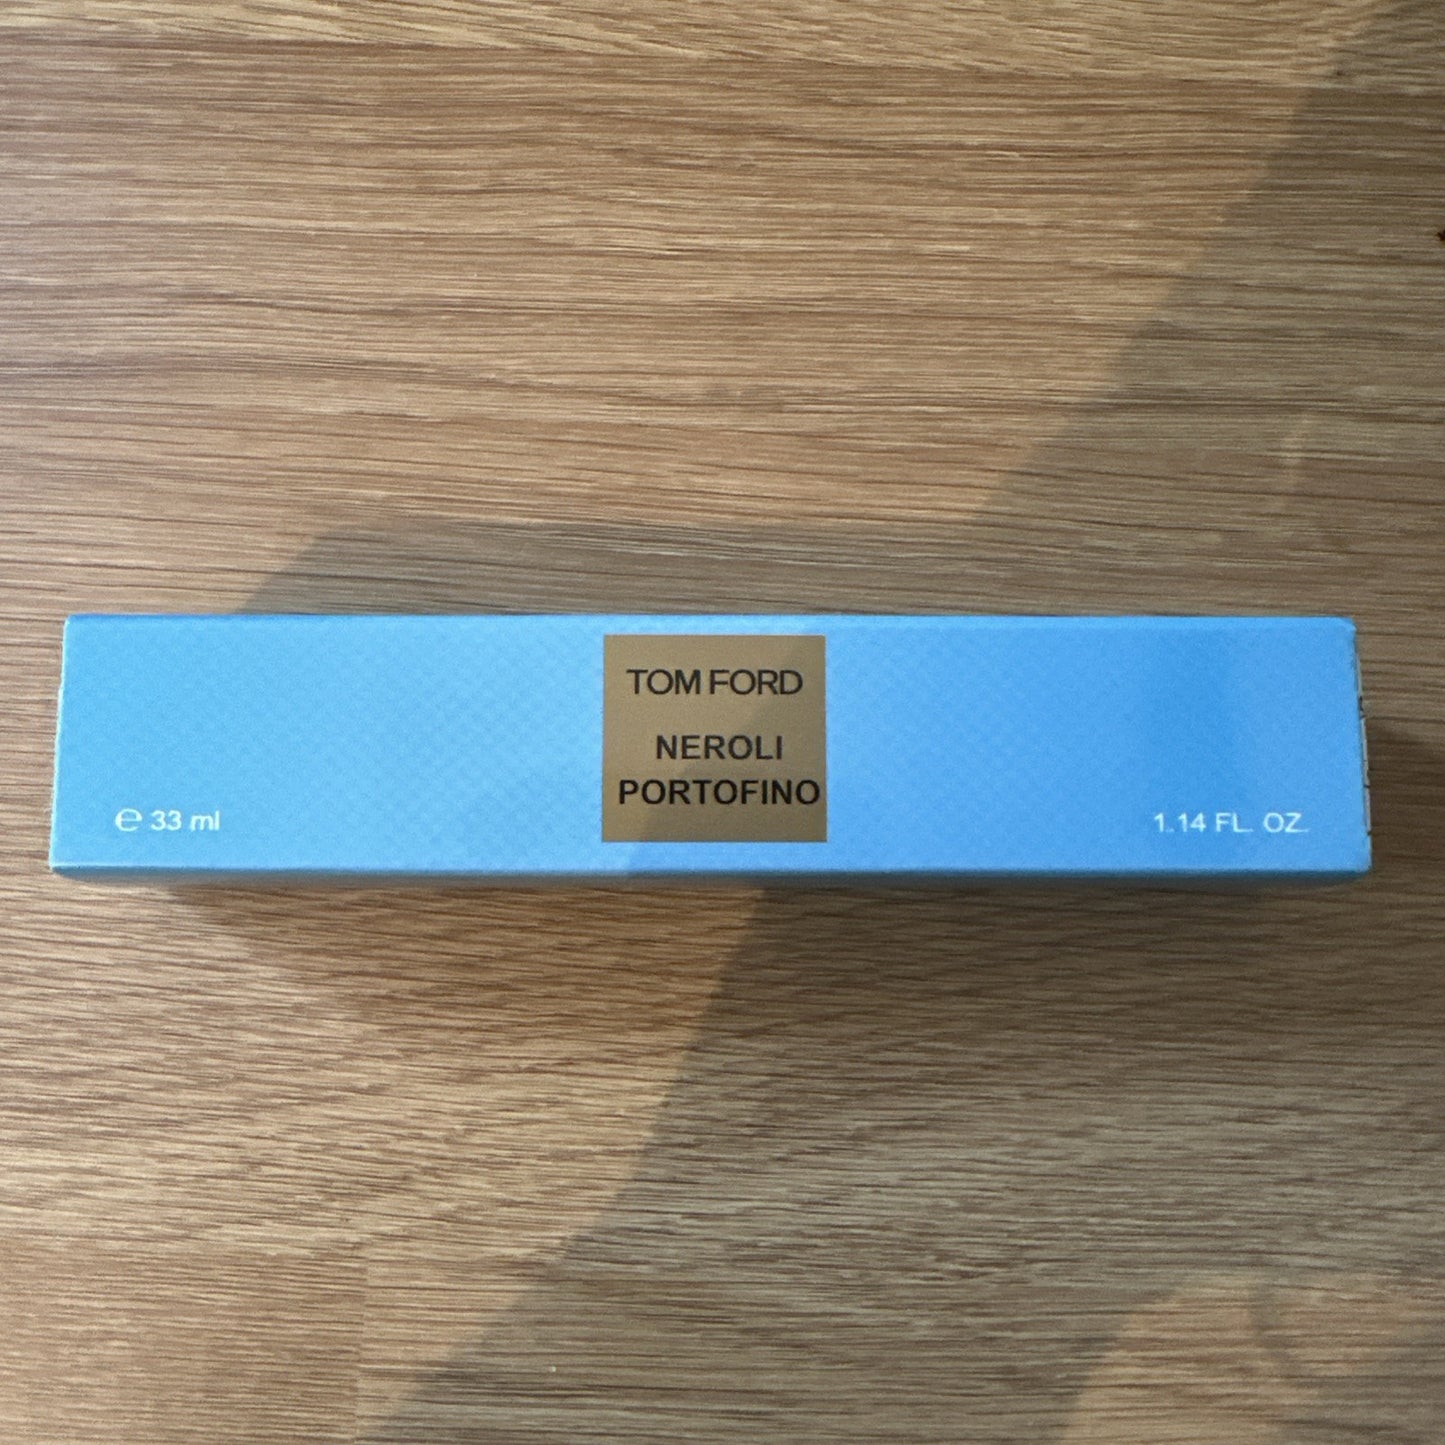 TOM FORD
NEROLI
PORTOFINO
℮ 33 ml
1.14 FL. OZ.